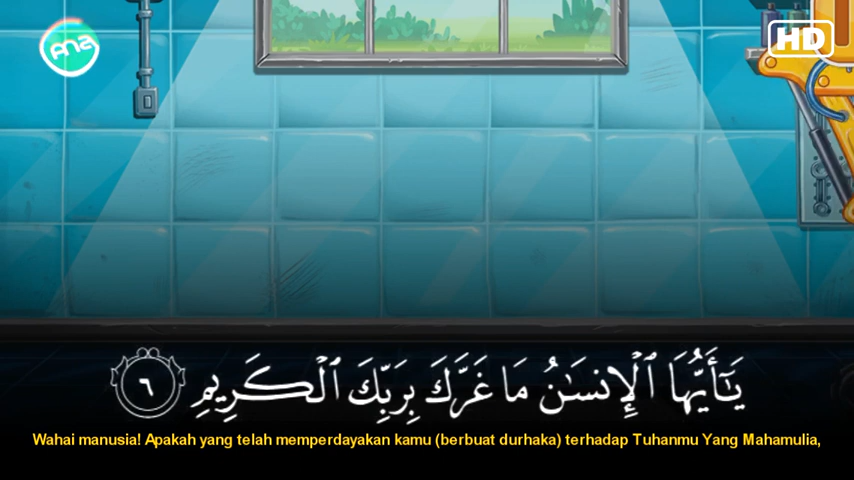 ana
HD
يَـٰٓأَيُّهَا ٱلْإِنسَـٰنُ مَا غَرَّكَ بِرَبِّكَ ٱلْكَرِيمِ ٦
Wahai manusia! Apakah yang telah memperdayakan kamu (berbuat durhaka) terhadap Tuhanmu Yang Mahamulia,